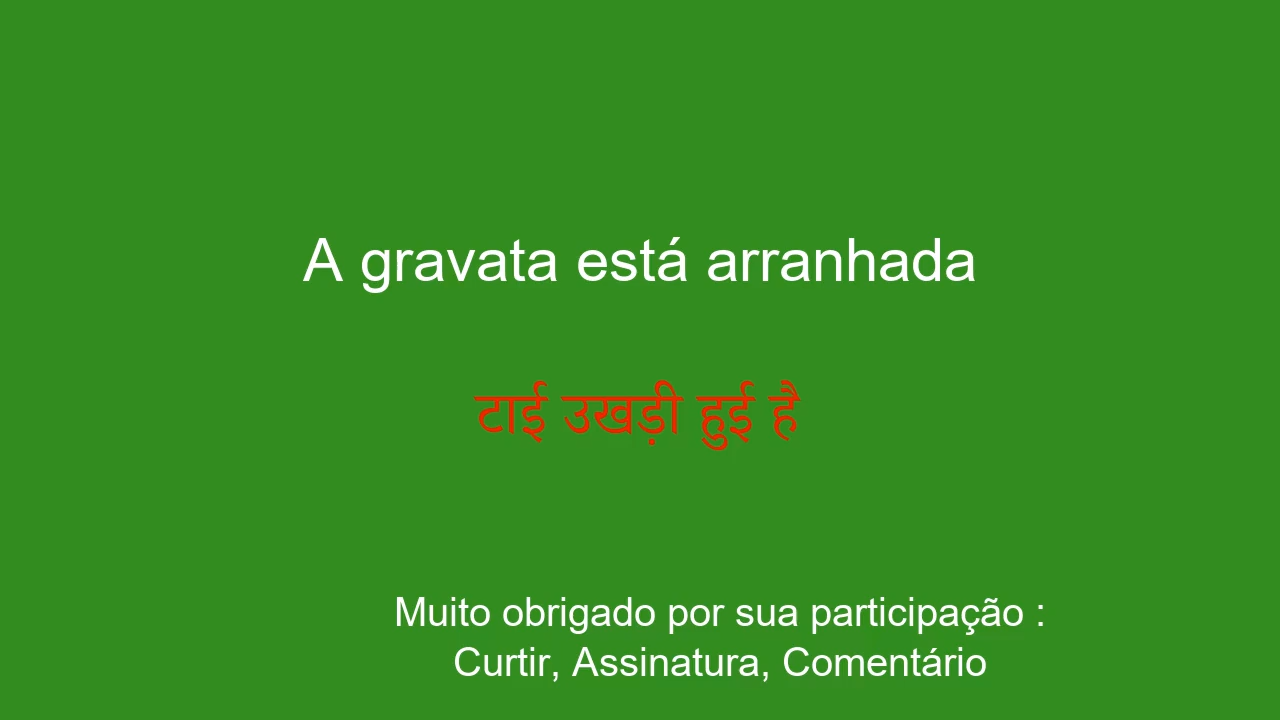 A gravata está arranhada
टाई उखड़ी हुई है
Muito obrigado por sua participação :
Curtir, Assinatura, Comentário